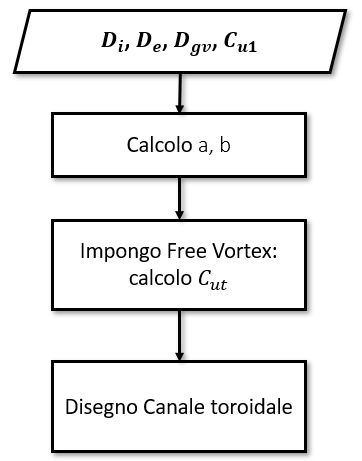 D_i, D_e, D_gv, C_u1
Calcolo a, b
Impongo Free Vortex:
calcolo C_ut
Disegno Canale toroidale